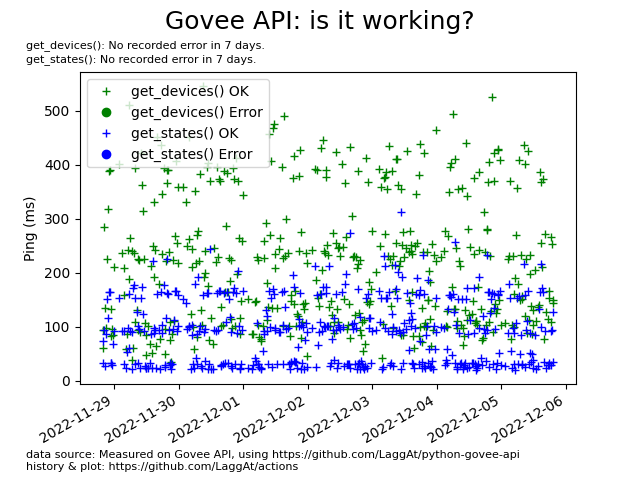 Govee API: is it working?
get_devices(): No recorded error in 7 days.
get_states(): No recorded error in 7 days.
get_devices() OK
get_devices() Error
get_states() OK
get_states() Error
500
400
300
200
100
0
Ping (ms)
2022-11-29
2022-11-30
2022-12-01
2022-12-02
2022-12-03
2022-12-04
2022-12-05
2022-12-06
data source: Measured on Govee API, using https://github.com/LaggAt/python-govee-api
history & plot: https://github.com/LaggAt/actions